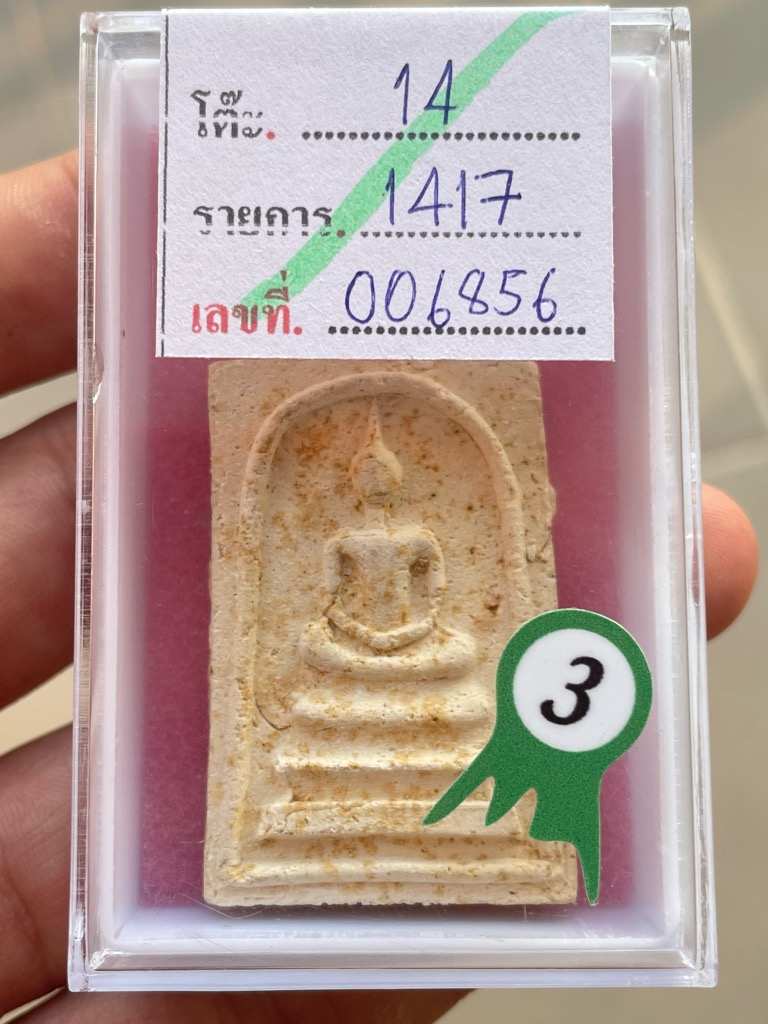 โต๊ะ. 14
รายการ. 1417
เลขที่. 006856
3